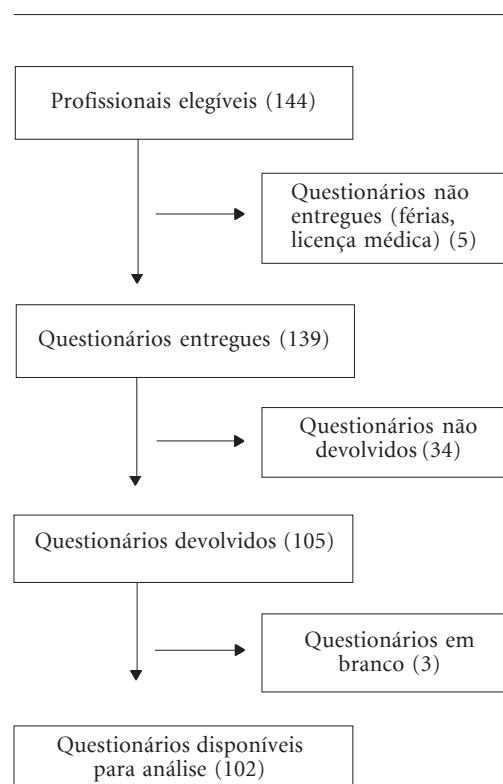 Profissionais elegíveis (144)
Questionários não
entregues (férias,
licença médica) (5)
Questionários entregues (139)
Questionários não
devolvidos (34)
Questionários devolvidos (105)
Questionários em
branco (3)
Questionários disponíveis
para análise (102)